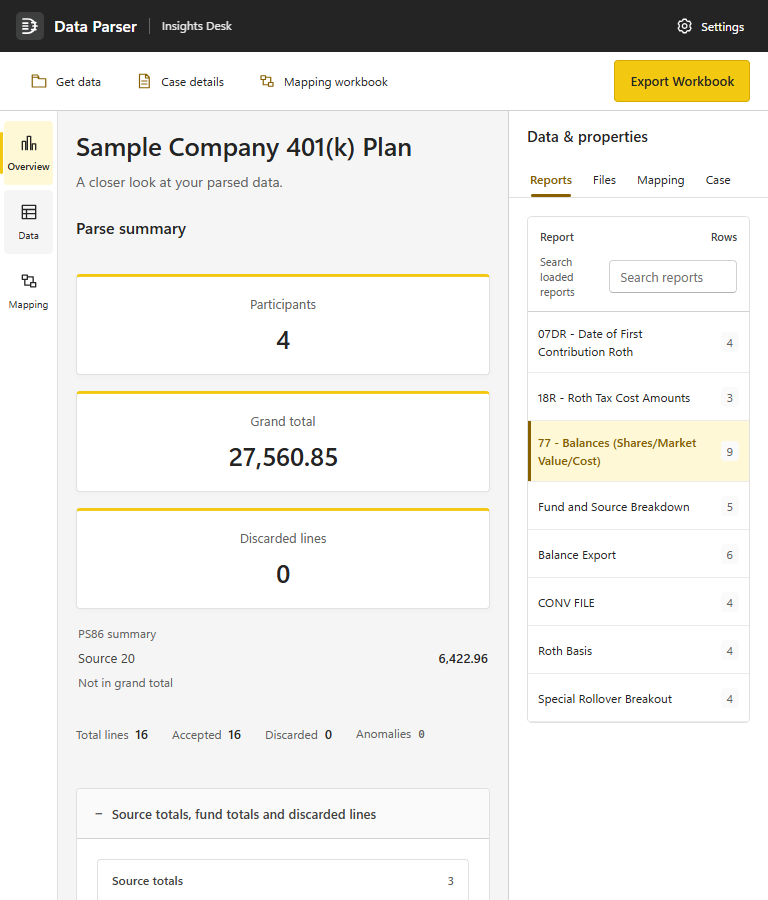 Data Parser
Insights Desk
Settings
Get data
Case details
Mapping workbook
Export Workbook
Overview
Data
Mapping
Sample Company 401(k) Plan
A closer look at your parsed data.
Parse summary
Participants
4
Grand total
27,560.85
Discarded lines
0
PS86 summary
Source 20 6,422.96
Not in grand total
Total lines 16 Accepted 16 Discarded 0 Anomalies 0
− Source totals, fund totals and discarded lines
Source totals 3
Data & properties
Reports Files Mapping Case
Report Rows
Search
loaded
reports
Search reports
07DR - Date of First
Contribution Roth
4
18R - Roth Tax Cost Amounts 3
77 - Balances (Shares/Market
Value/Cost)
9
Fund and Source Breakdown 5
Balance Export 6
CONV FILE 4
Roth Basis 4
Special Rollover Breakout 4